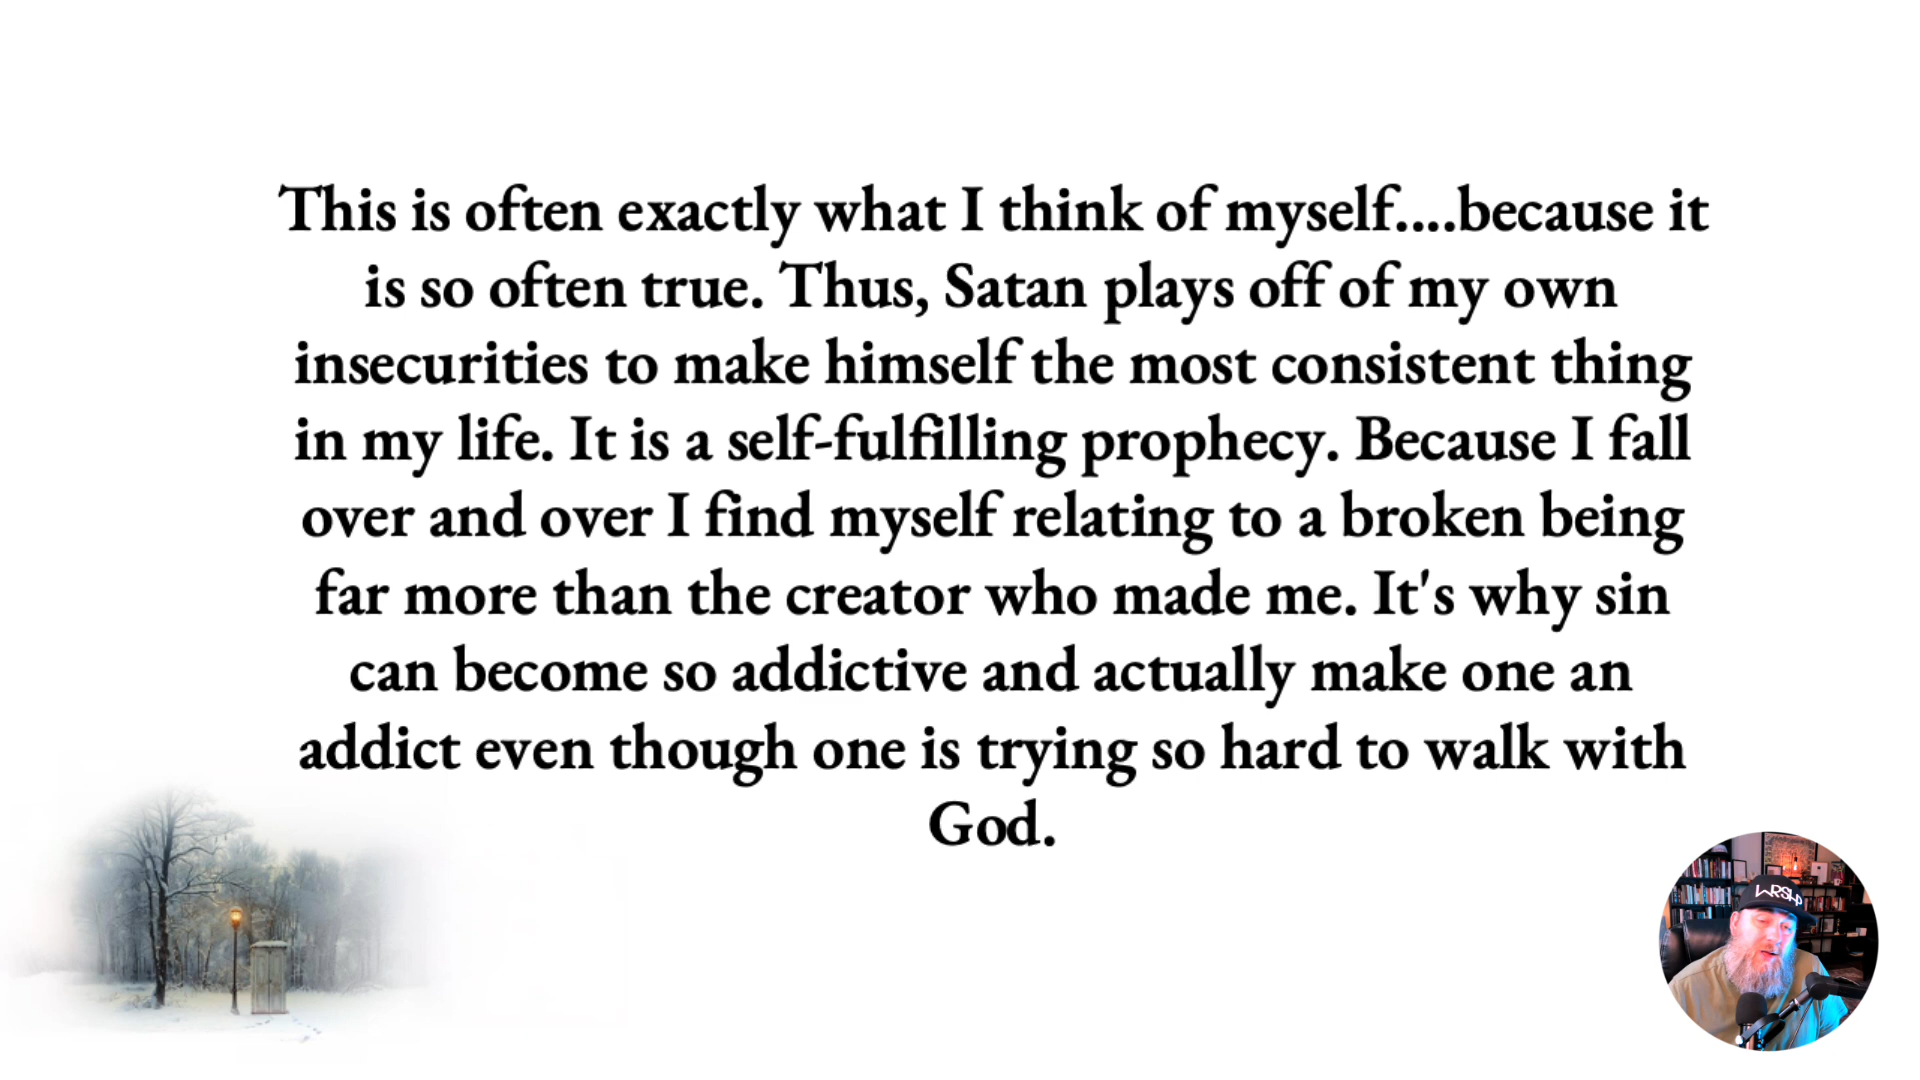 This is often exactly what I think of myself....because it
is so often true. Thus, Satan plays off of my own
insecurities to make himself the most consistent thing
in my life. It is a self-fulfilling prophecy. Because I fall
over and over I find myself relating to a broken being
far more than the creator who made me. It's why sin
can become so addictive and actually make one an
addict even though one is trying so hard to walk with
God.
WRSHP